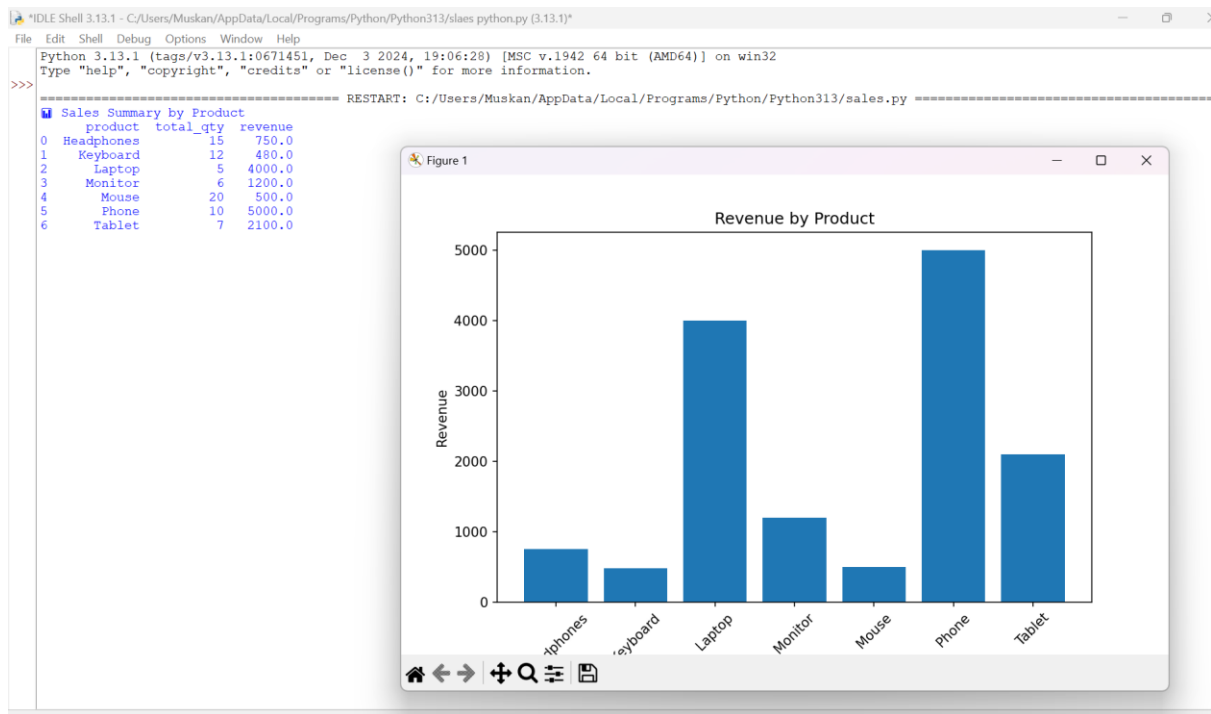 *IDLE Shell 3.13.1 - C:/Users/Muskan/AppData/Local/Programs/Python/Python313/slaes python.py (3.13.1)*
File Edit Shell Debug Options Window Help
Python 3.13.1 (tags/v3.13.1:0671451, Dec 3 2024, 19:06:28) [MSC v.1942 64 bit (AMD64)] on win32
Type "help", "copyright", "credits" or "license()" for more information.
>>>
======================================= RESTART: C:/Users/Muskan/AppData/Local/Programs/Python/Python313/sales.py =======================================
Sales Summary by Product
product total_qty revenue
0 Headphones 15 750.0
1 Keyboard 12 480.0
2 Laptop 5 4000.0
3 Monitor 6 1200.0
4 Mouse 20 500.0
5 Phone 10 5000.0
6 Tablet 7 2100.0
Figure 1
Revenue by Product
Revenue
5000
4000
3000
2000
1000
0
dphones eyboard Laptop Monitor Mouse Phone Tablet